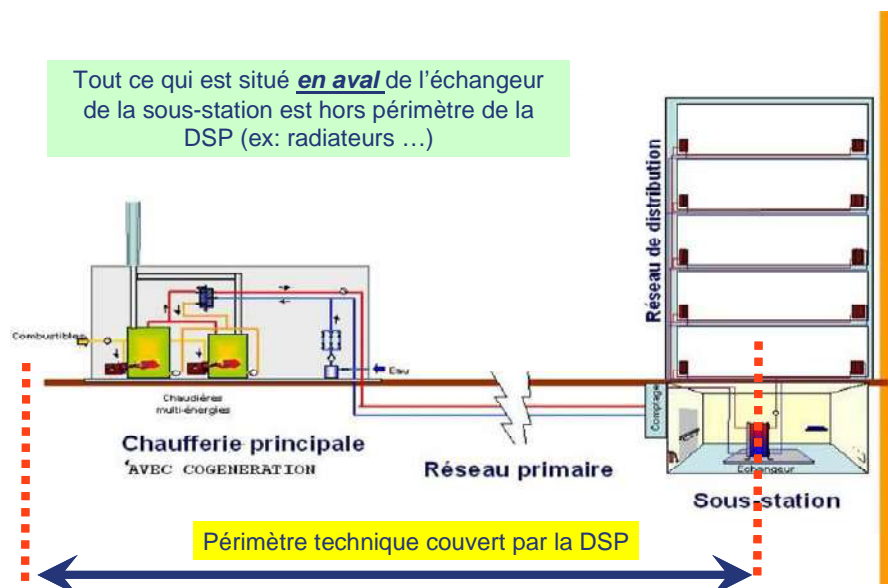 Tout ce qui est situé en aval de l’échangeur
de la sous-station est hors périmètre de la
DSP (ex: radiateurs …)
Réseau de distribution
Combustibles
Eau
Chaudières
multi-énergies
Comptage
Echangeur
Chaufferie principale
'AVEC COGENERATION
Réseau primaire
Sous-station
Périmètre technique couvert par la DSP